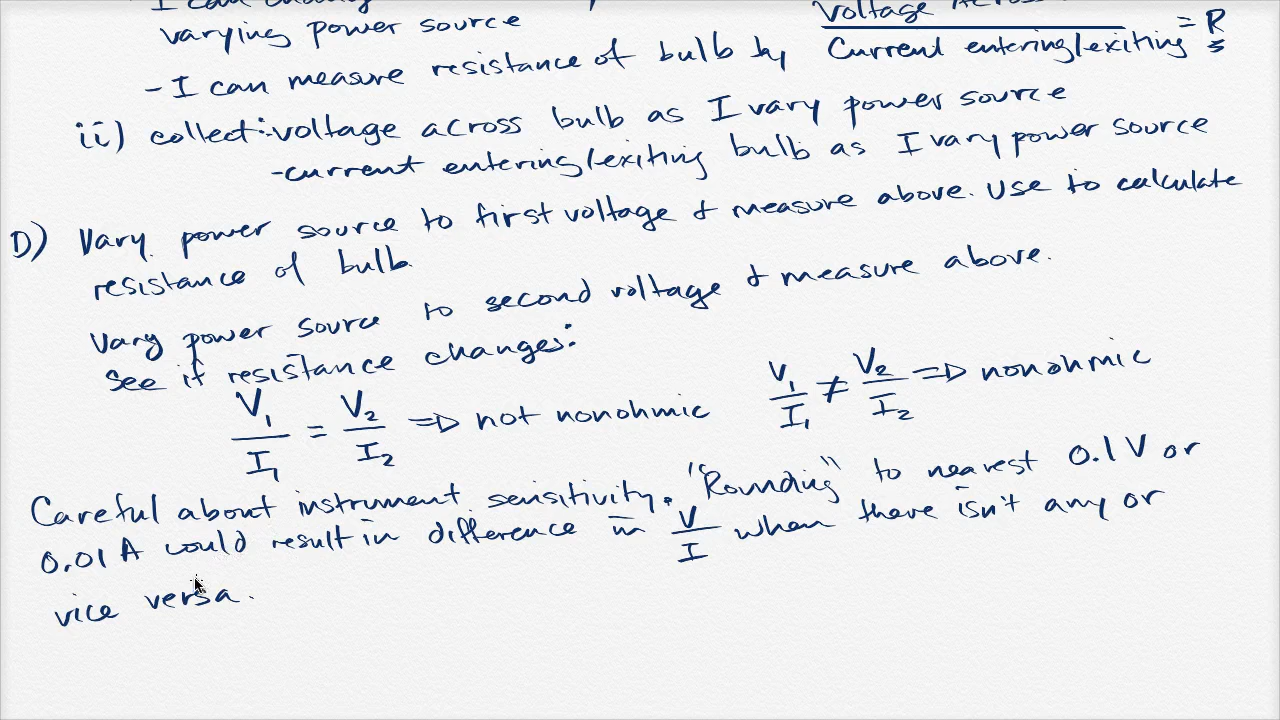 - I can
varying power source
Voltage Across
- I can measure resistance of bulb by Current entering/exiting = R
ii) collect: - voltage across bulb as I vary power source
- current entering/exiting bulb as I vary power source
D) Vary power source to first voltage & measure above. Use to calculate
resistance of bulb.
Vary power source to second voltage & measure above.
See if resistance changes:
V₁/I₁ = V₂/I₂ ⇒ not nonohmic V₁/I₁ ≠ V₂/I₂ ⇒ nonohmic
Careful about instrument sensitivity. "Rounding" to nearest 0.1 V or
0.01 A could result in difference in V/I when there isn't any or
vice versa.